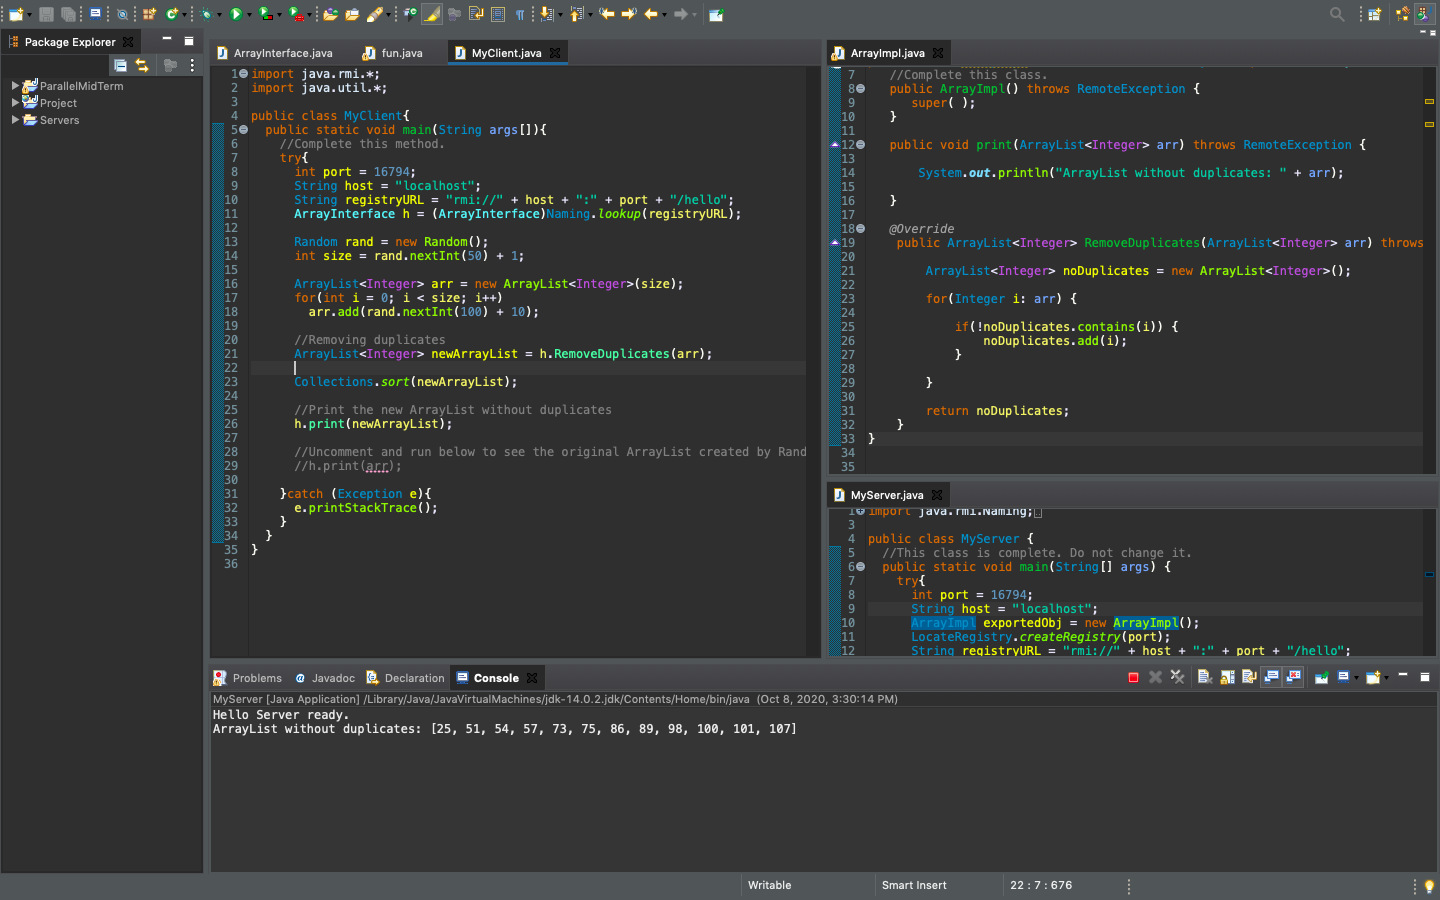 Package Explorer
ParallelMidTerm
Project
Servers
ArrayInterface.java
fun.java
MyClient.java
1 import java.rmi.*;
2 import java.util.*;
3
4 public class MyClient{
5 public static void main(String args[]){
6 //Complete this method.
7 try{
8 int port = 16794;
9 String host = "localhost";
10 String registryURL = "rmi://" + host + ":" + port + "/hello";
11 ArrayInterface h = (ArrayInterface)Naming.lookup(registryURL);
12
13 Random rand = new Random();
14 int size = rand.nextInt(50) + 1;
15
16 ArrayList<Integer> arr = new ArrayList<Integer>(size);
17 for(int i = 0; i < size; i++)
18 arr.add(rand.nextInt(100) + 10);
19
20 //Removing duplicates
21 ArrayList<Integer> newArrayList = h.RemoveDuplicates(arr);
22
23 Collections.sort(newArrayList);
24
25 //Print the new ArrayList without duplicates
26 h.print(newArrayList);
27
28 //Uncomment and run below to see the original ArrayList created by Rand
29 //h.print(arr);
30
31 }catch (Exception e){
32 e.printStackTrace();
33 }
34 }
35 }
36
ArrayImpl.java
7 //Complete this class.
8 public ArrayImpl() throws RemoteException {
9 super( );
10 }
11
12 public void print(ArrayList<Integer> arr) throws RemoteException {
13
14 System.out.println("ArrayList without duplicates: " + arr);
15
16 }
17
18 @Override
19 public ArrayList<Integer> RemoveDuplicates(ArrayList<Integer> arr) throws
20
21 ArrayList<Integer> noDuplicates = new ArrayList<Integer>();
22
23 for(Integer i: arr) {
24
25 if(!noDuplicates.contains(i)) {
26 noDuplicates.add(i);
27 }
28
29 }
30
31 return noDuplicates;
32 }
33 }
34
35
MyServer.java
1 import java.rmi.Naming;
3
4 public class MyServer {
5 //This class is complete. Do not change it.
6 public static void main(String[] args) {
7 try{
8 int port = 16794;
9 String host = "localhost";
10 ArrayImpl exportedObj = new ArrayImpl();
11 LocateRegistry.createRegistry(port);
12 String registryURL = "rmi://" + host + ":" + port + "/hello";
Problems
Javadoc
Declaration
Console
MyServer [Java Application] /Library/Java/JavaVirtualMachines/jdk-14.0.2.jdk/Contents/Home/bin/java (Oct 8, 2020, 3:30:14 PM)
Hello Server ready.
ArrayList without duplicates: [25, 51, 54, 57, 73, 75, 86, 89, 98, 100, 101, 107]
Writable
Smart Insert
22 : 7 : 676